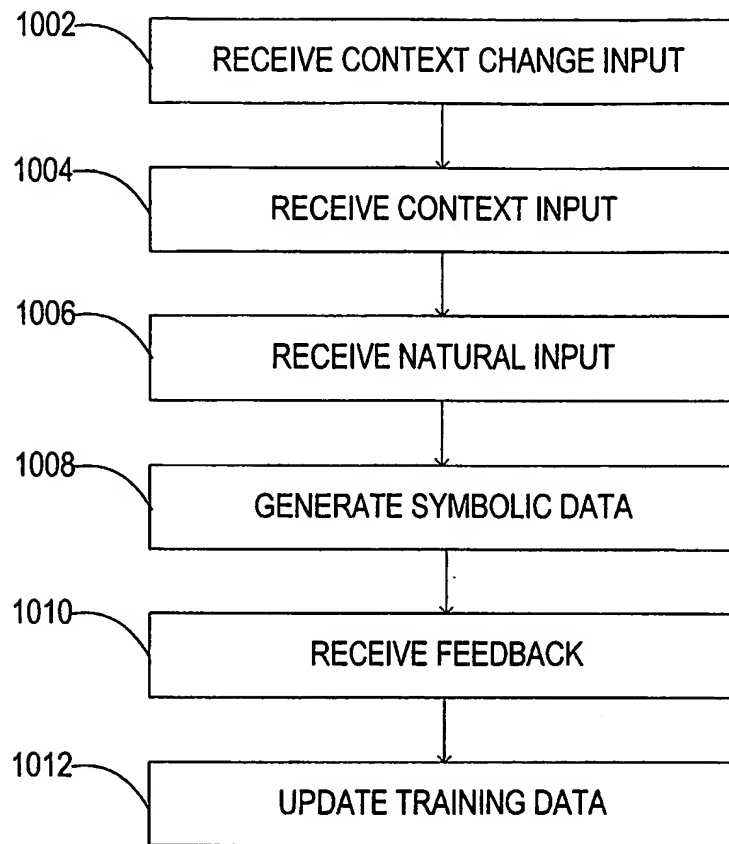 1002
RECEIVE CONTEXT CHANGE INPUT
1004
RECEIVE CONTEXT INPUT
1006
RECEIVE NATURAL INPUT
1008
GENERATE SYMBOLIC DATA
1010
RECEIVE FEEDBACK
1012
UPDATE TRAINING DATA